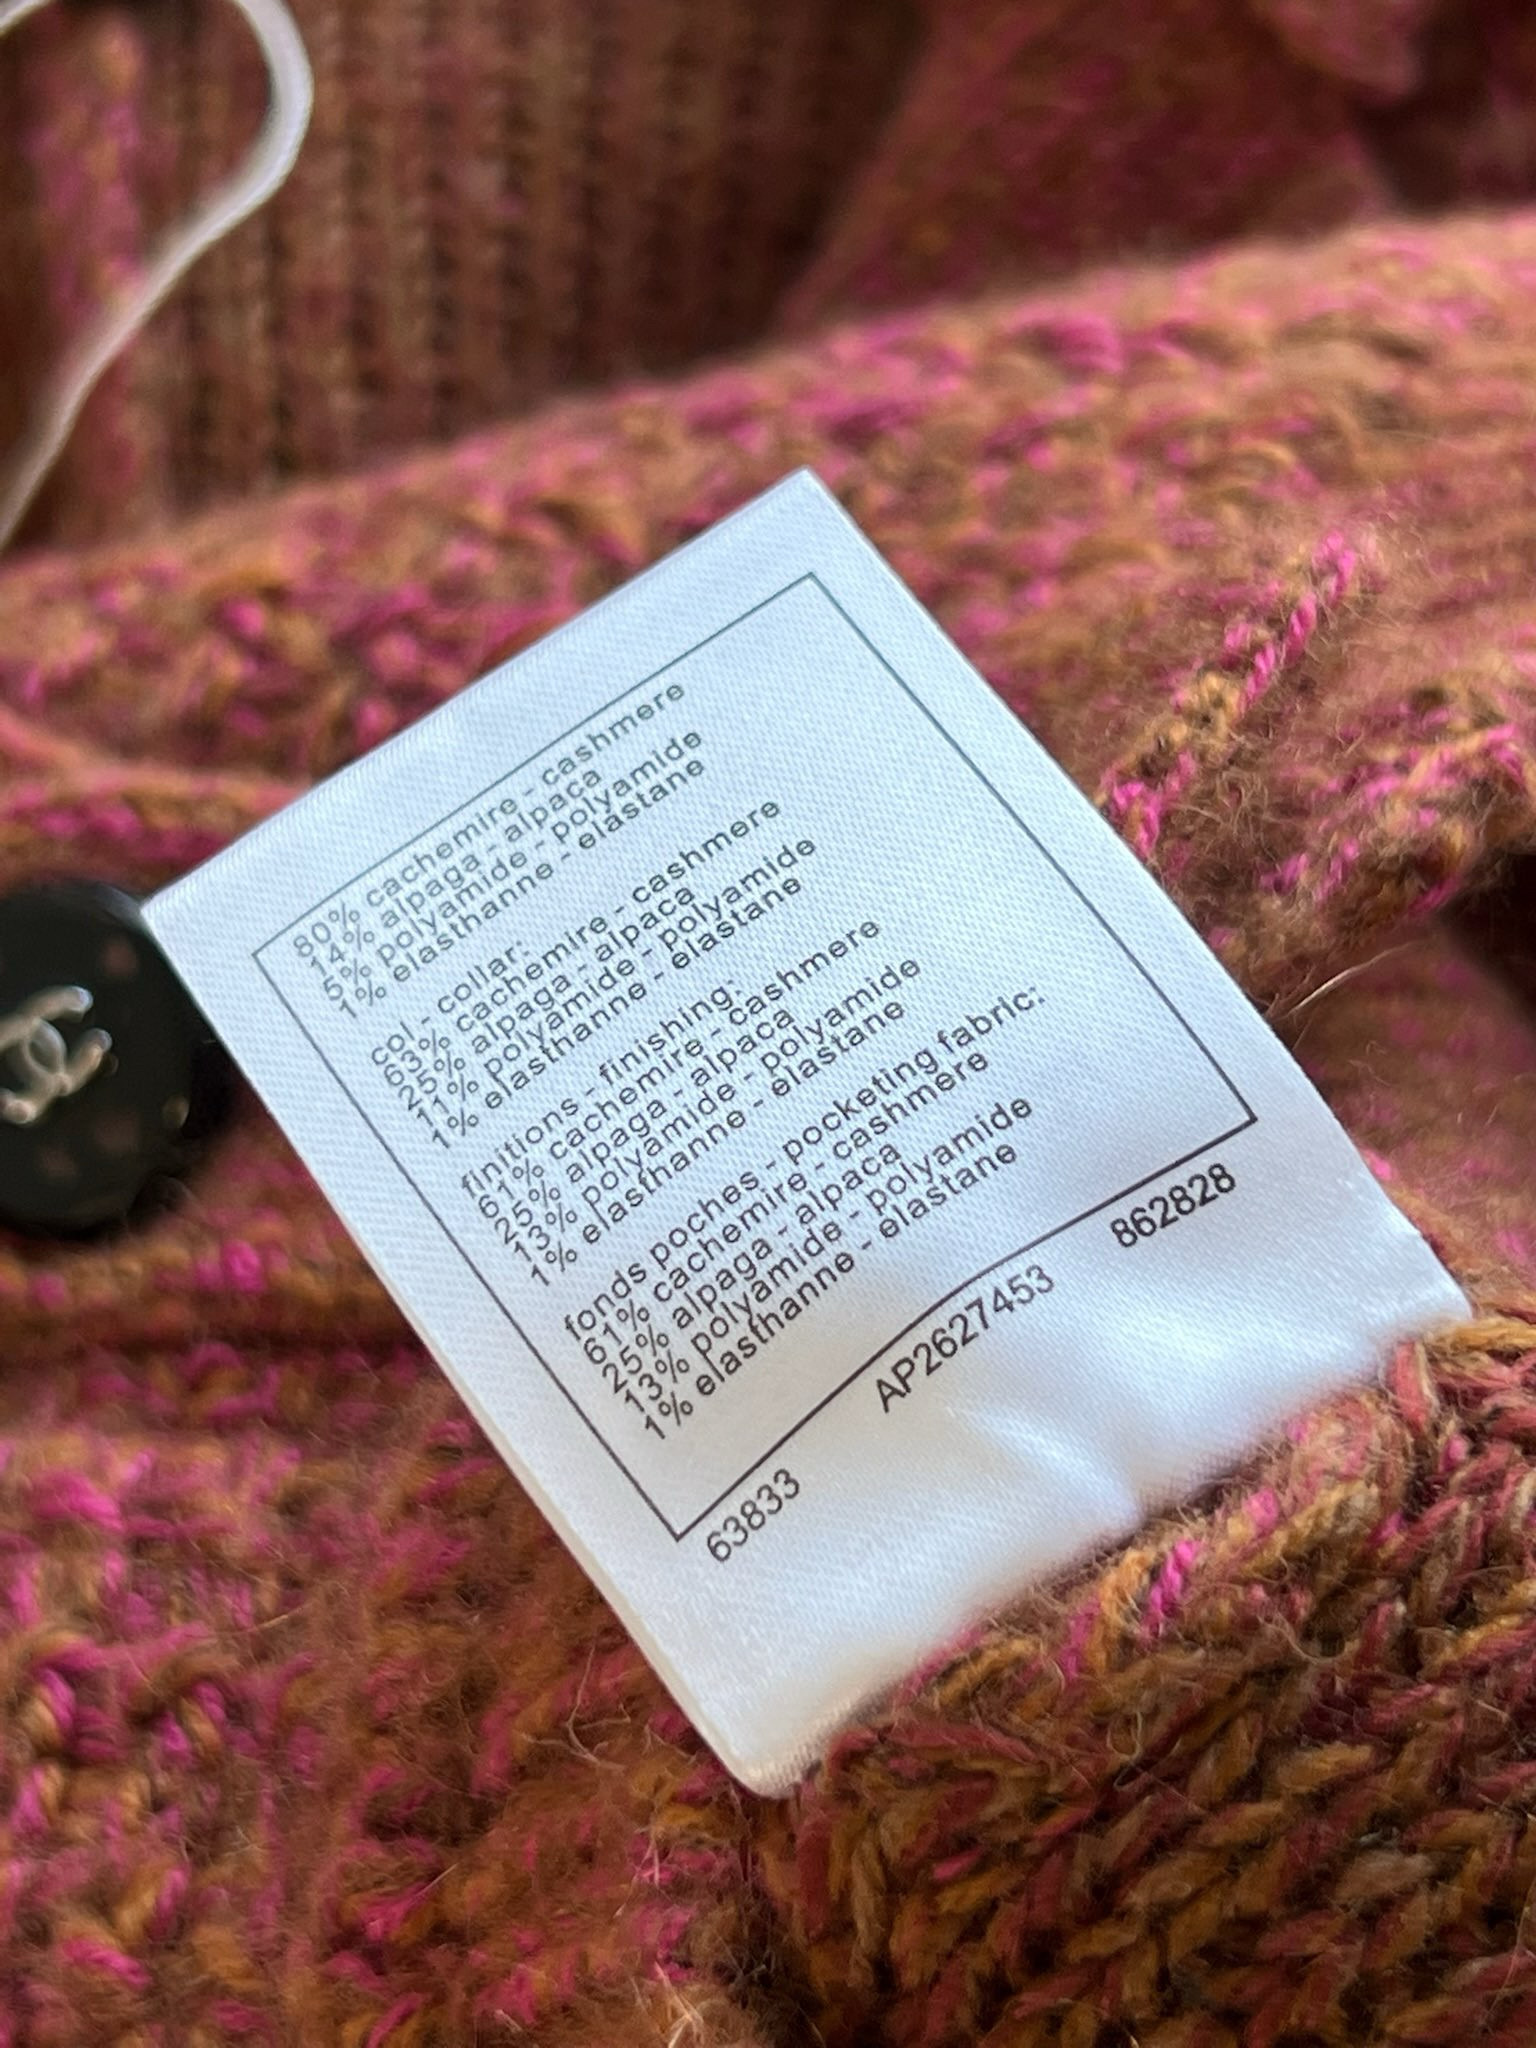 80% cachemire - cashmere
14% alpaga - alpaca
5% polyamide - polyamide
1% elasthanne - elastane
col - collar:
63% cachemire - cashmere
25% alpaga - alpaca
11% polyamide - polyamide
1% elasthanne - elastane
finitions - finishing:
61% cachemire - cashmere
25% alpaga - alpaca
13% polyamide - polyamide
1% elasthanne - elastane
fonds poches - pocketing fabric:
61% cachemire - cashmere
25% alpaga - alpaca
13% polyamide - polyamide
1% elasthanne - elastane
63833 AP2627453 862828